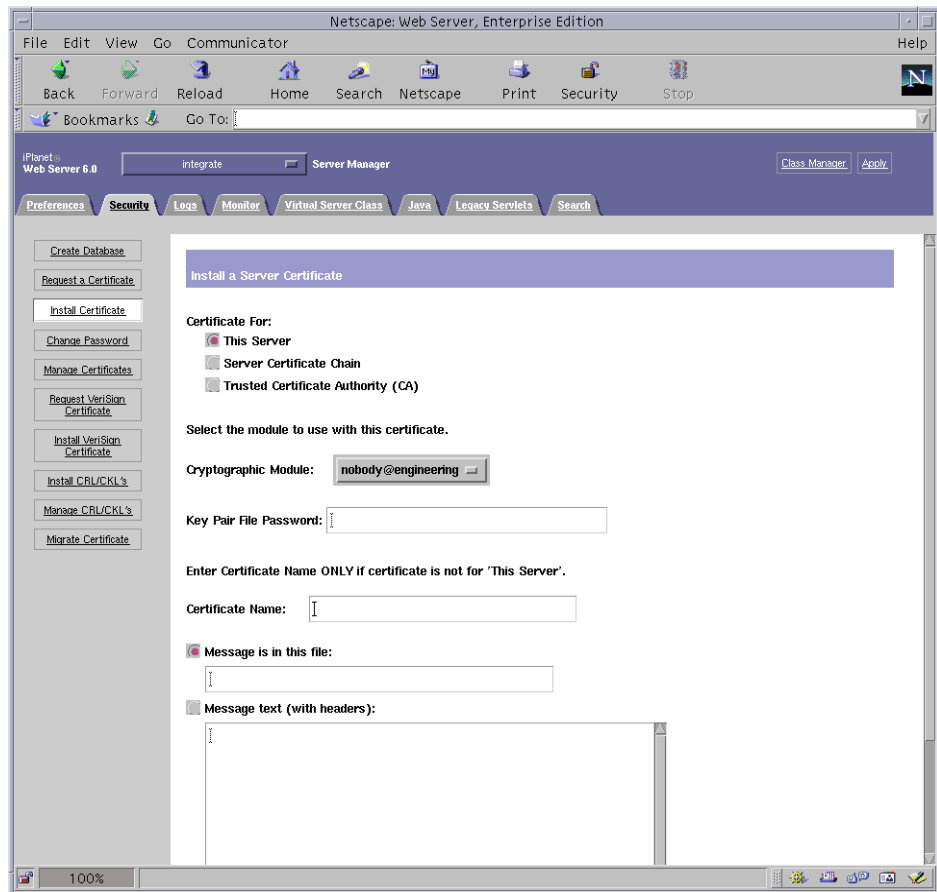 Netscape: Web Server, Enterprise Edition
File Edit View Go Communicator Help
Back Forward Reload Home Search Netscape Print Security Stop
My
N
Bookmarks Go To:
iPlanet
Web Server 6.0
integrate
Server Manager
Class Manager
Apply
Preferences Security Logs Monitor Virtual Server Class Java Legacy Servlets Search
Create Database
Request a Certificate
Install Certificate
Change Password
Manage Certificates
Request VeriSign
Certificate
Install VeriSign
Certificate
Install CRL/CKL's
Manage CRL/CKL's
Migrate Certificate
Install a Server Certificate
Certificate For:
This Server
Server Certificate Chain
Trusted Certificate Authority (CA)
Select the module to use with this certificate.
Cryptographic Module: nobody@engineering
Key Pair File Password:
Enter Certificate Name ONLY if certificate is not for 'This Server'.
Certificate Name:
Message is in this file:
Message text (with headers):
100%